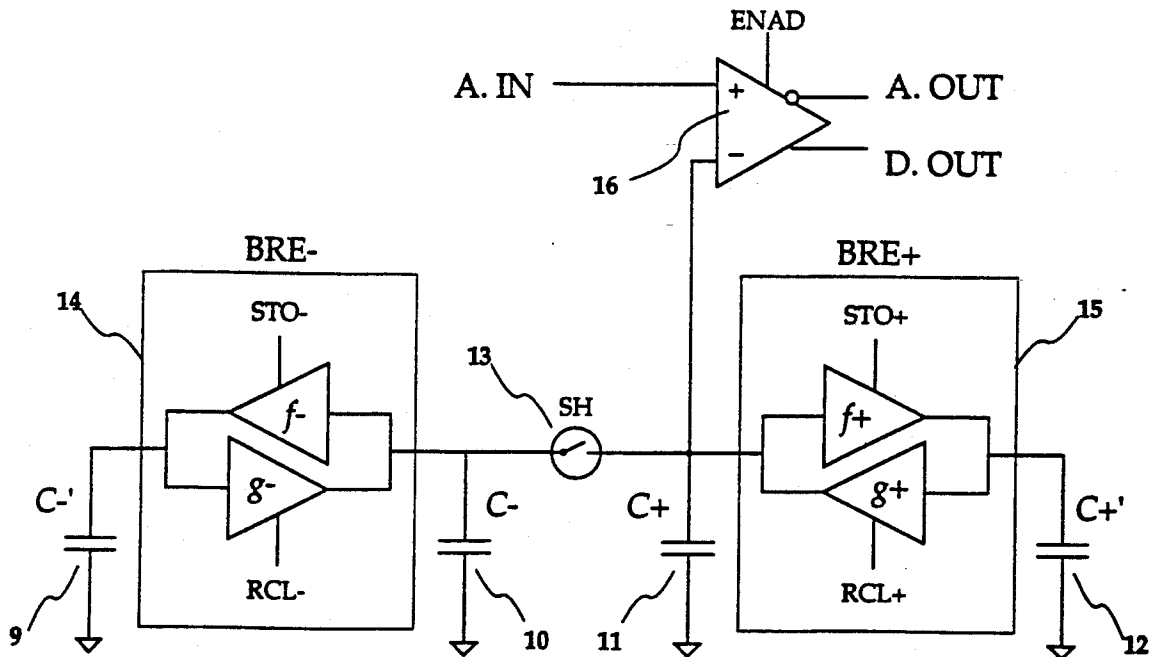 ENAD
A. IN
+
A. OUT
16
−
D. OUT
BRE-
BRE+
14
STO-
13
SH
STO+
15
f-
f+
g-
g+
C-'
C-
C+
C+'
RCL-
RCL+
9
10
11
12